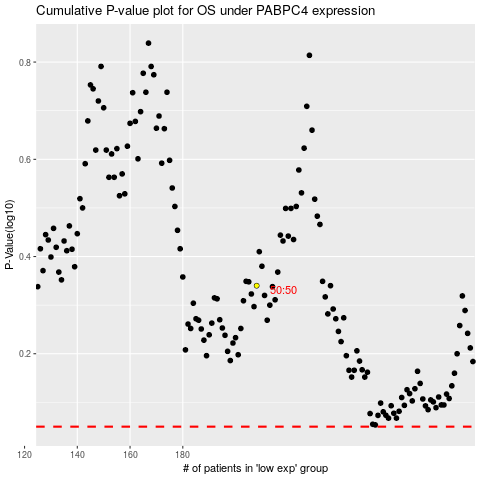 Cumulative P-value plot for OS under PABPC4 expression
P-Value(log10)
0.8
0.6
0.4
0.2
50:50
120 140 160 180
# of patients in 'low exp' group